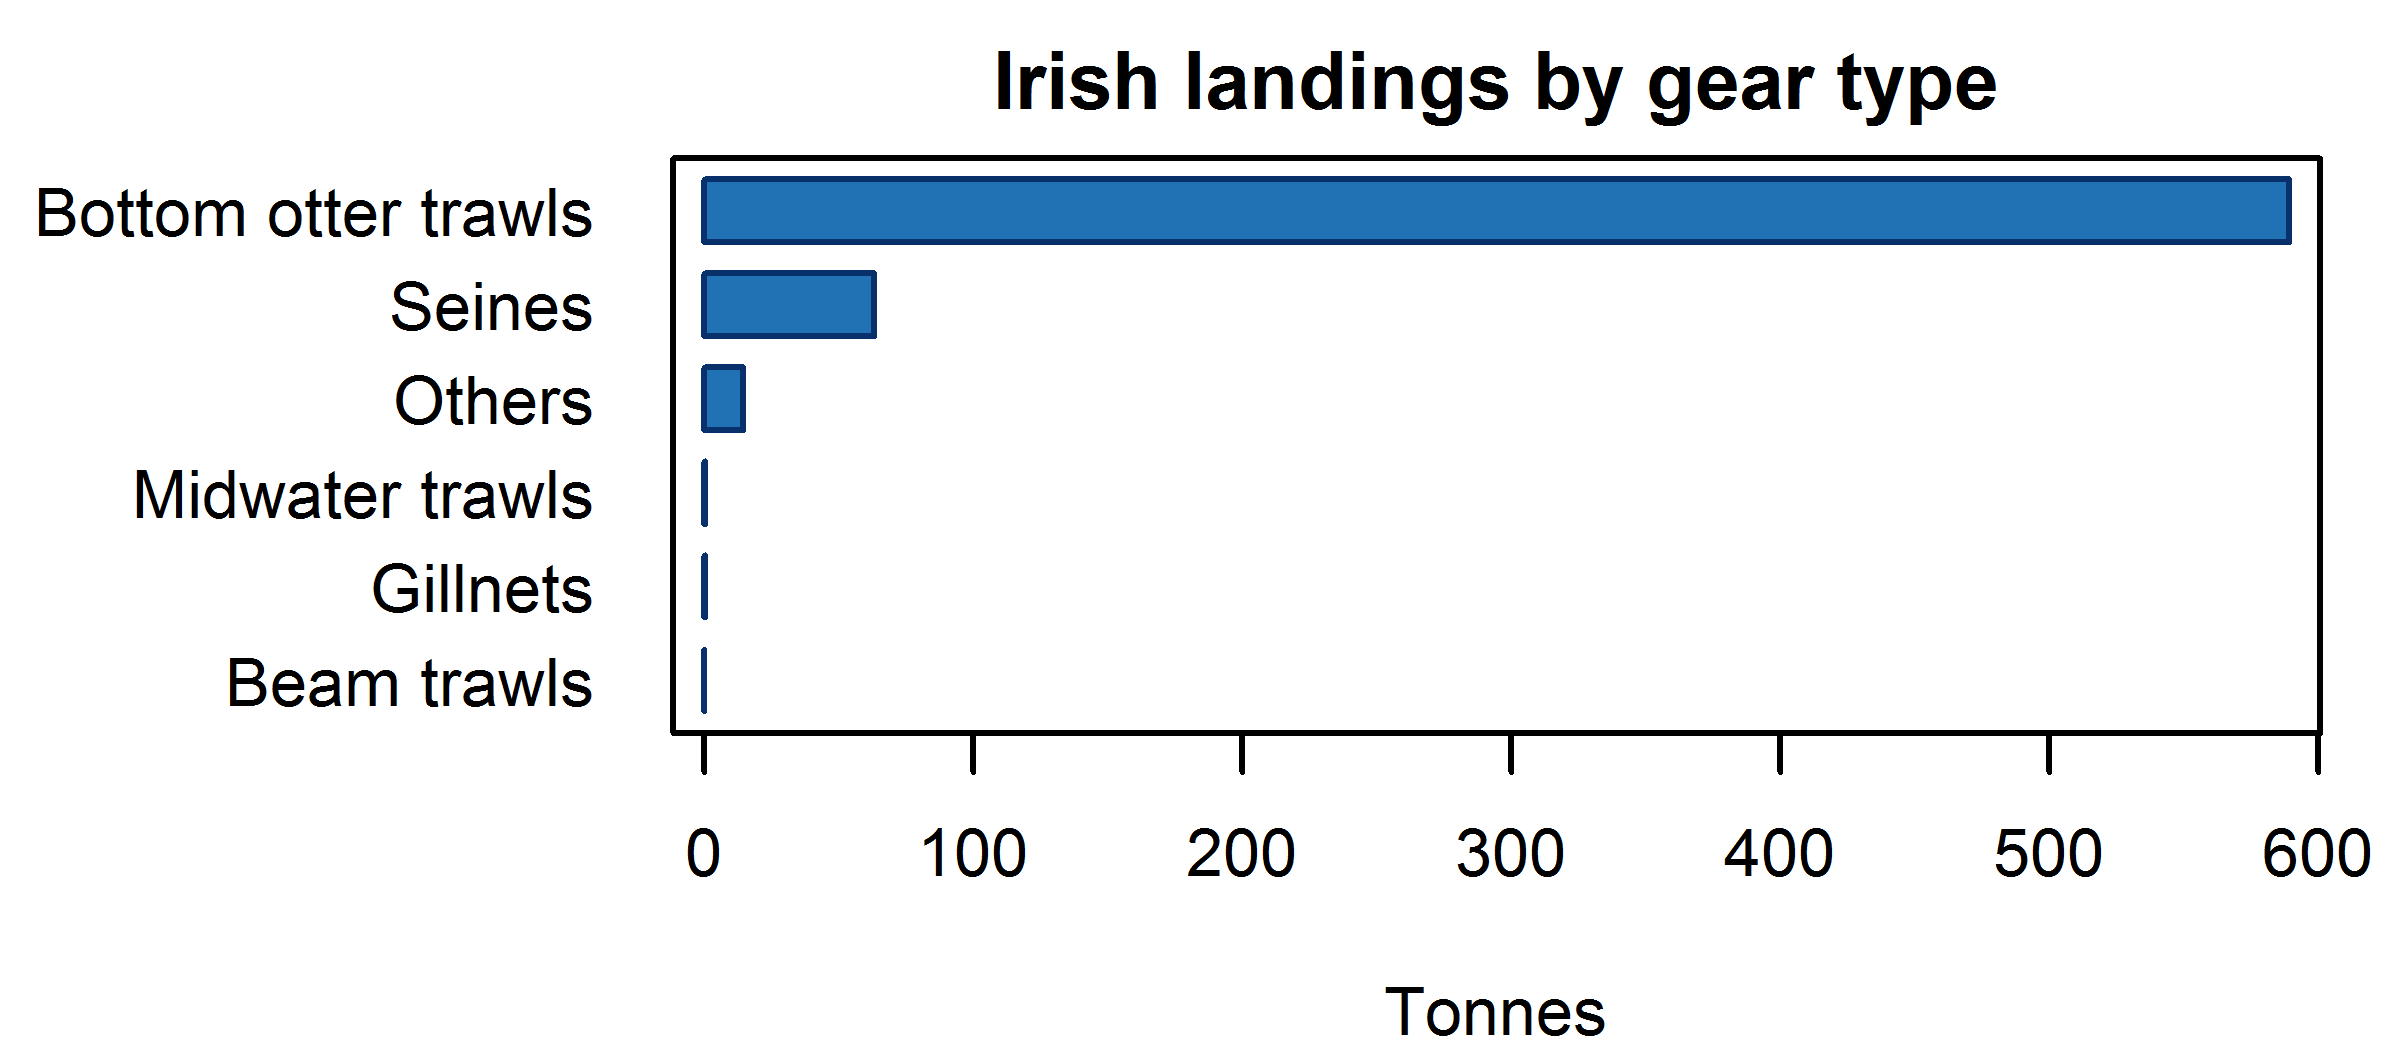 Irish landings by gear type
Bottom otter trawls
Seines
Others
Midwater trawls
Gillnets
Beam trawls
0 100 200 300 400 500 600
Tonnes